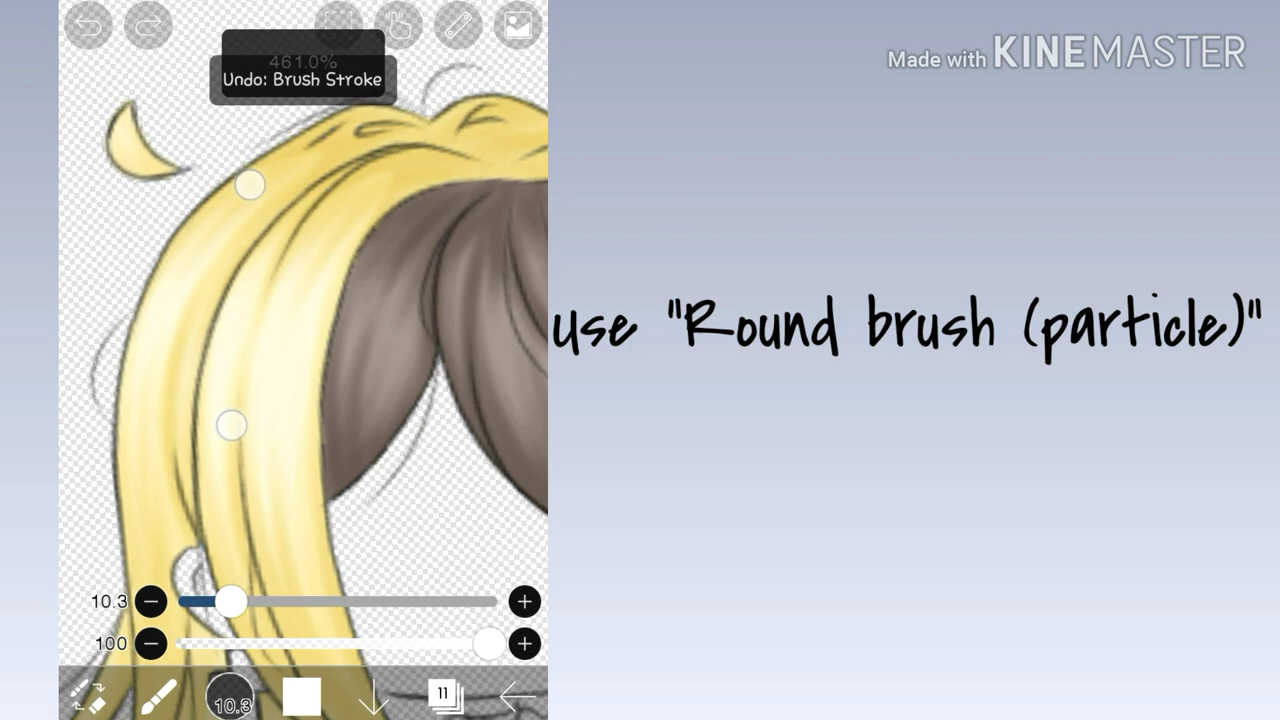 Made with KINEMASTER
461.0%
Undo: Brush Stroke
use "Round brush (particle)"
10.3
100
10.3
11